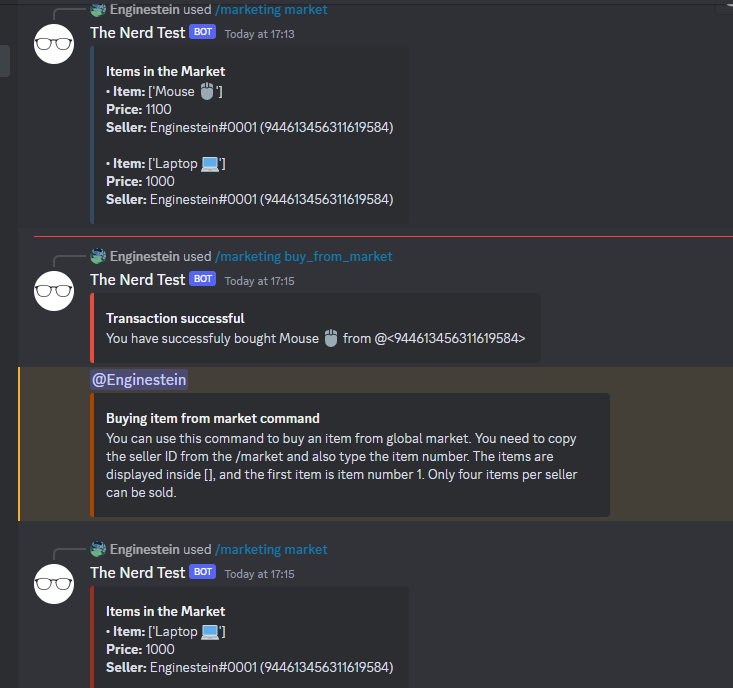 Enginestein used /marketing market
The Nerd Test BOT Today at 17:13
Items in the Market
• Item: ['Mouse 🖱️']
Price: 1100
Seller: Enginestein#0001 (944613456311619584)
• Item: ['Laptop 💻']
Price: 1000
Seller: Enginestein#0001 (944613456311619584)
Enginestein used /marketing buy_from_market
The Nerd Test BOT Today at 17:15
Transaction successful
You have successfuly bought Mouse 🖱️ from @<944613456311619584>
@Enginestein
Buying item from market command
You can use this command to buy an item from global market. You need to copy
the seller ID from the /market and also type the item number. The items are
displayed inside [], and the first item is item number 1. Only four items per seller
can be sold.
Enginestein used /marketing market
The Nerd Test BOT Today at 17:15
Items in the Market
• Item: ['Laptop 💻']
Price: 1000
Seller: Enginestein#0001 (944613456311619584)